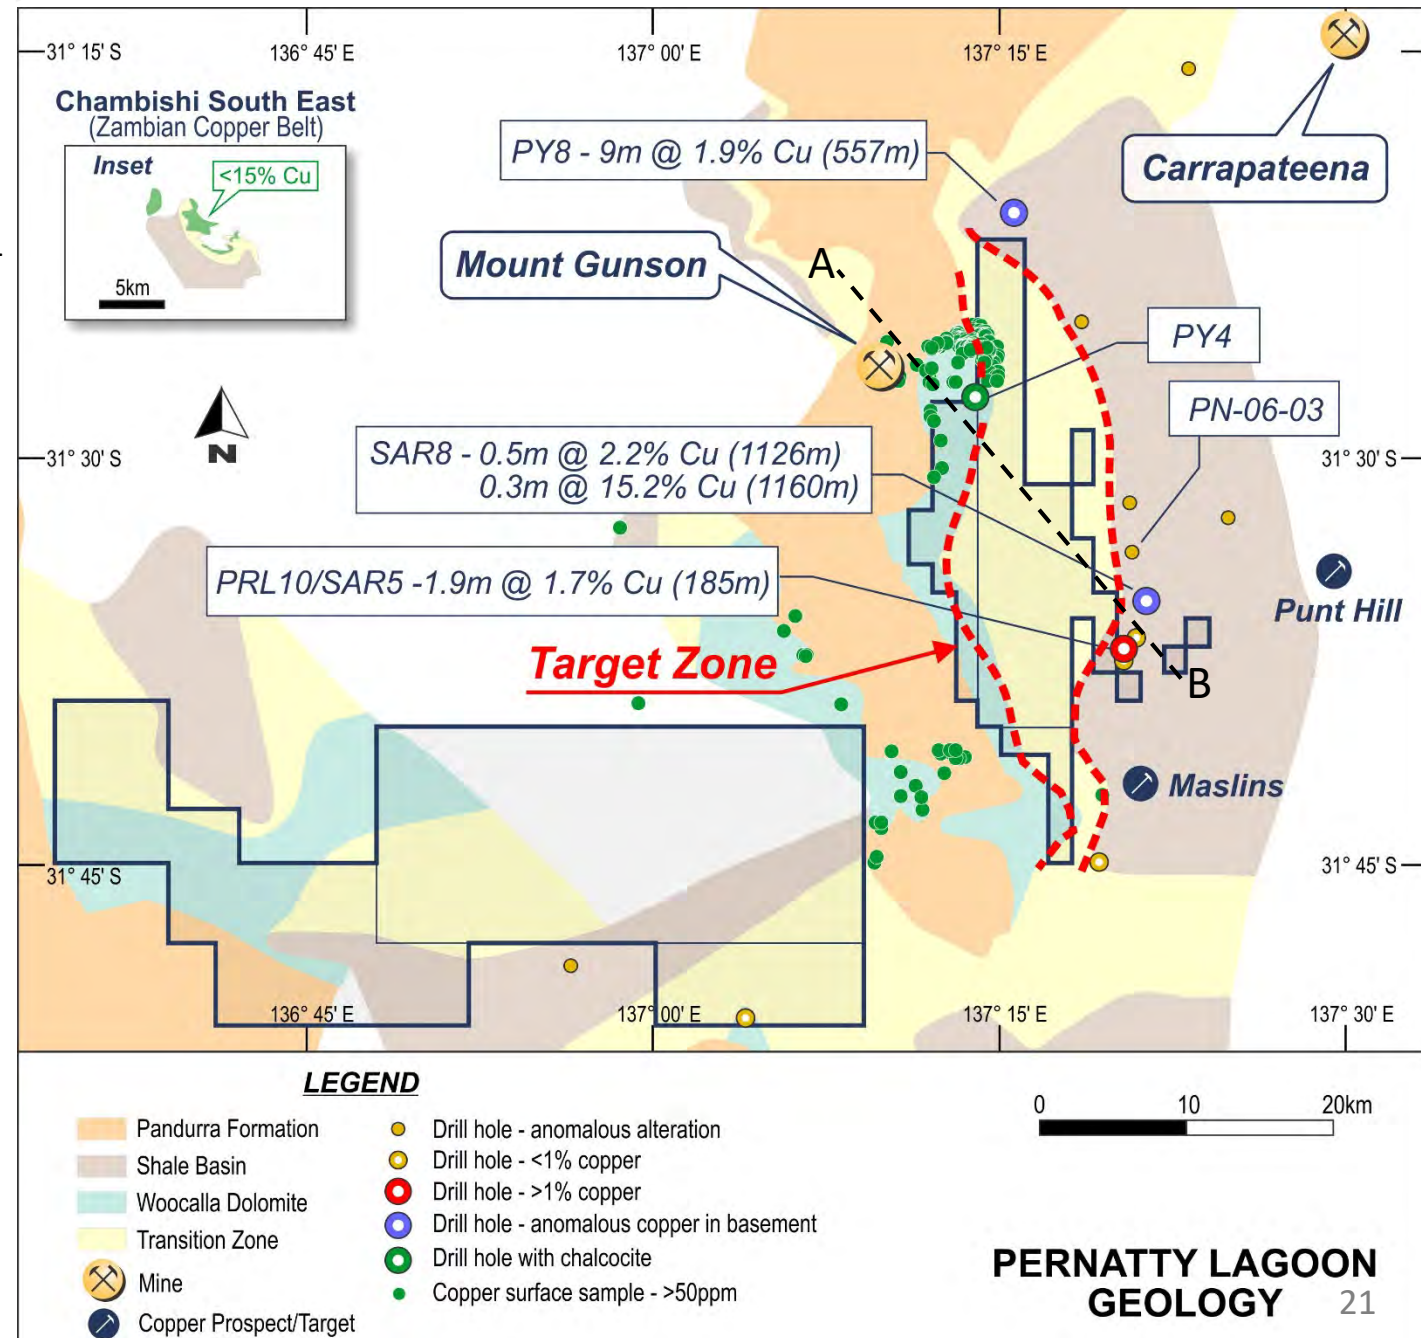 31° 15' S
136° 45' E
137° 00' E
137° 15' E
Chambishi South East
(Zambian Copper Belt)
Inset
<15% Cu
5km
PY8 - 9m @ 1.9% Cu (557m)
Carrapateena
Mount Gunson
A
PY4
PN-06-03
N
31° 30' S
SAR8 - 0.5m @ 2.2% Cu (1126m)
0.3m @ 15.2% Cu (1160m)
31° 30' S
PRL10/SAR5 -1.9m @ 1.7% Cu (185m)
Punt Hill
Target Zone
B
Maslins
31° 45' S
31° 45' S
136° 45' E
137° 00' E
137° 15' E
137° 30' E
LEGEND
Pandurra Formation
Shale Basin
Woocalla Dolomite
Transition Zone
Mine
Copper Prospect/Target
Drill hole - anomalous alteration
Drill hole - <1% copper
Drill hole - >1% copper
Drill hole - anomalous copper in basement
Drill hole with chalcocite
Copper surface sample - >50ppm
0 10 20km
PERNATTY LAGOON
GEOLOGY
21